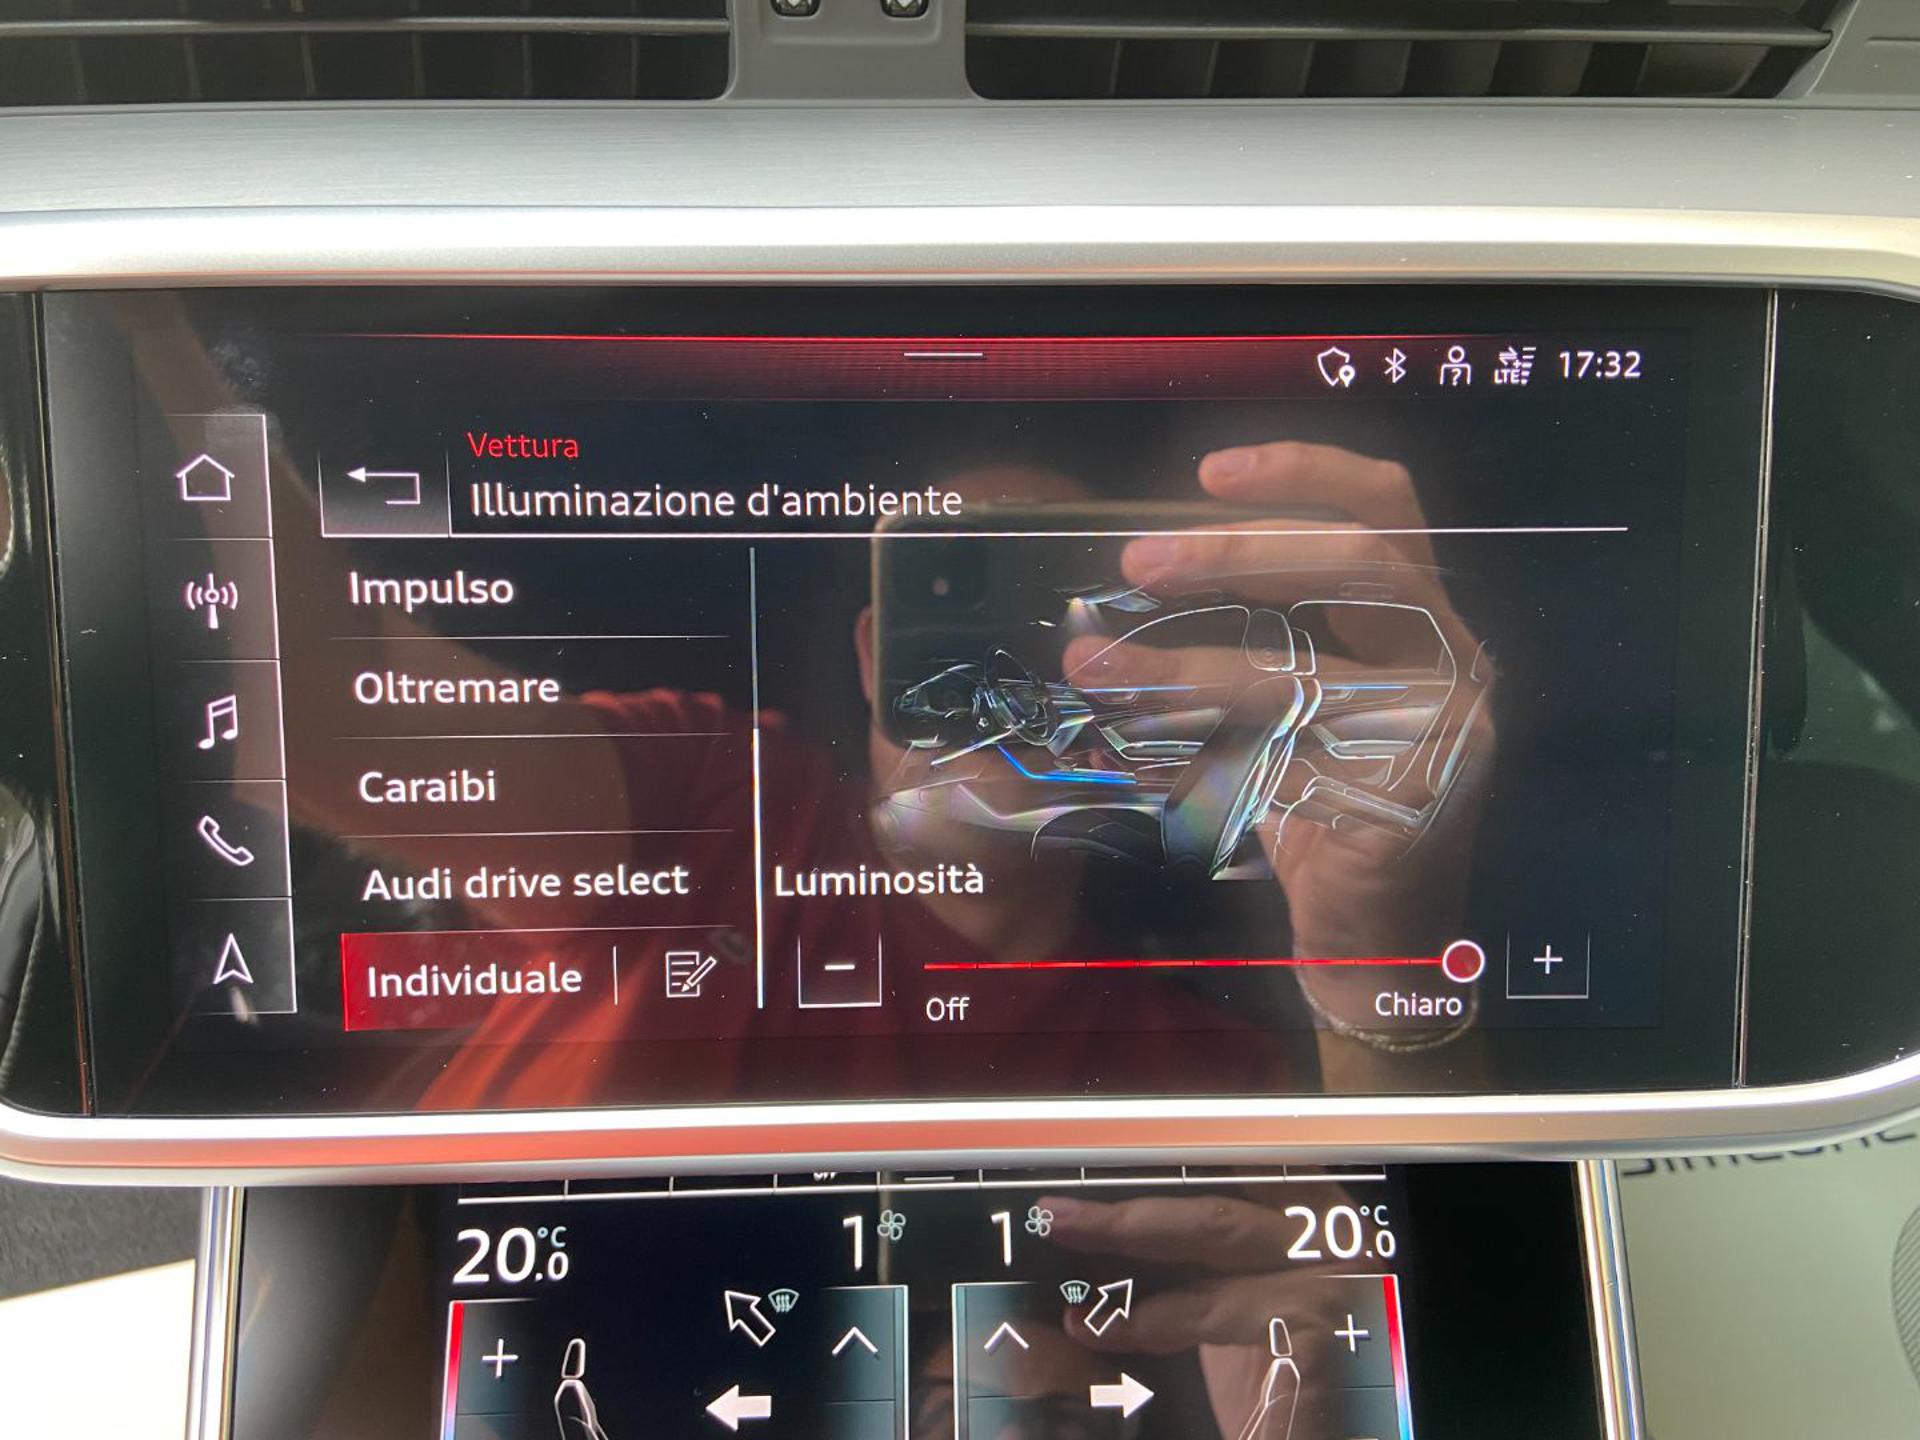 LTE 17:32
Vettura
Illuminazione d'ambiente
Impulso
Oltremare
Caraibi
Audi drive select
Individuale
Luminosità
Off
Chiaro
20.0 °C 1 1 20.0 °C